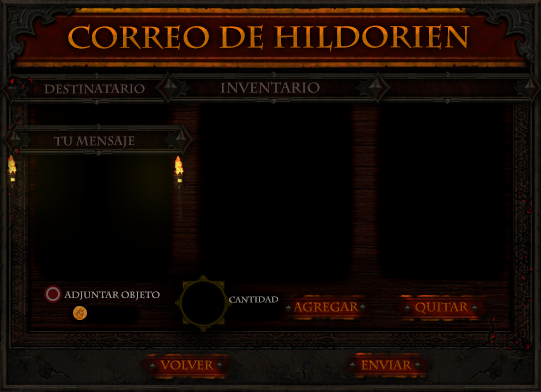 CORREO DE HILDORIEN
DESTINATARIO
INVENTARIO
TU MENSAJE
ADJUNTAR OBJETO
CANTIDAD
AGREGAR
QUITAR
VOLVER
ENVIAR